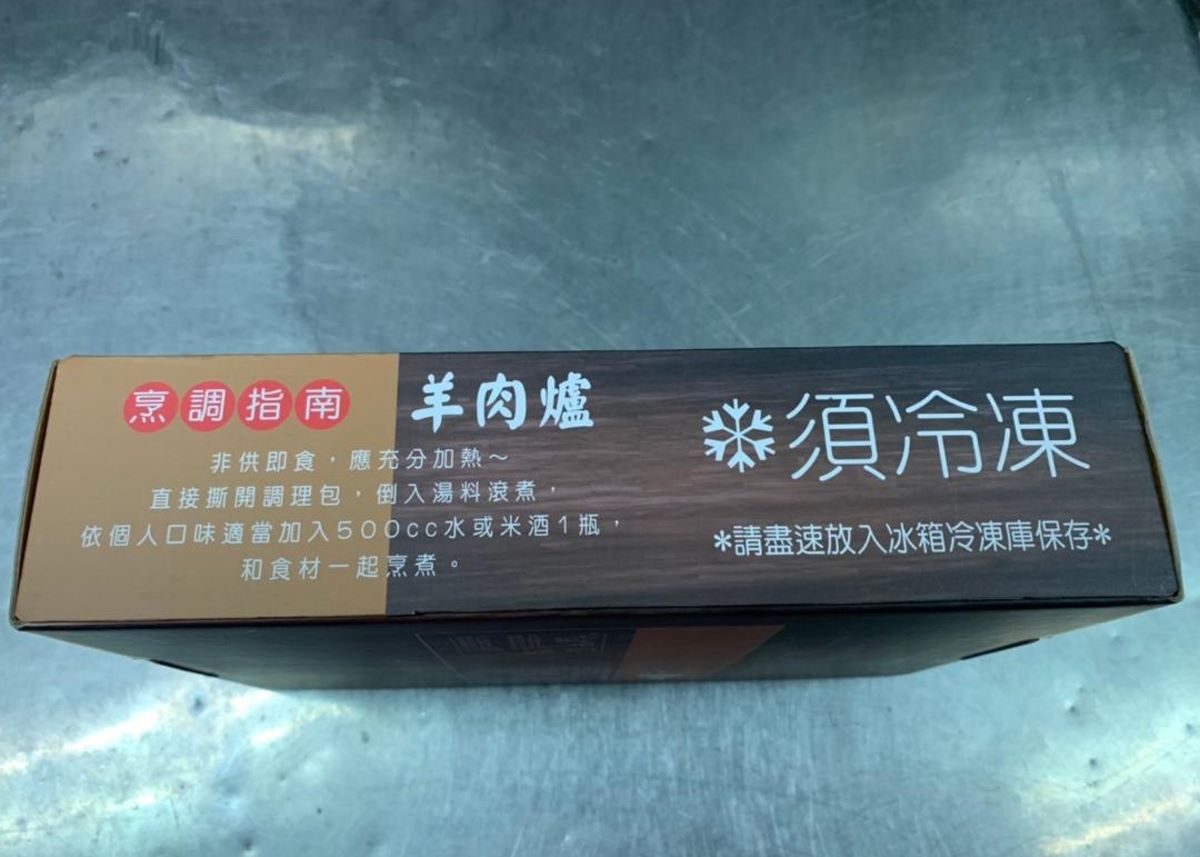 烹調指南 羊肉爐
非供即食，應充分加熱～
直接撕開調理包，倒入湯料滾煮，
依個人口味適當加入500cc水或米酒1瓶，
和食材一起烹煮。
須冷凍
*請盡速放入冰箱冷凍庫保存*